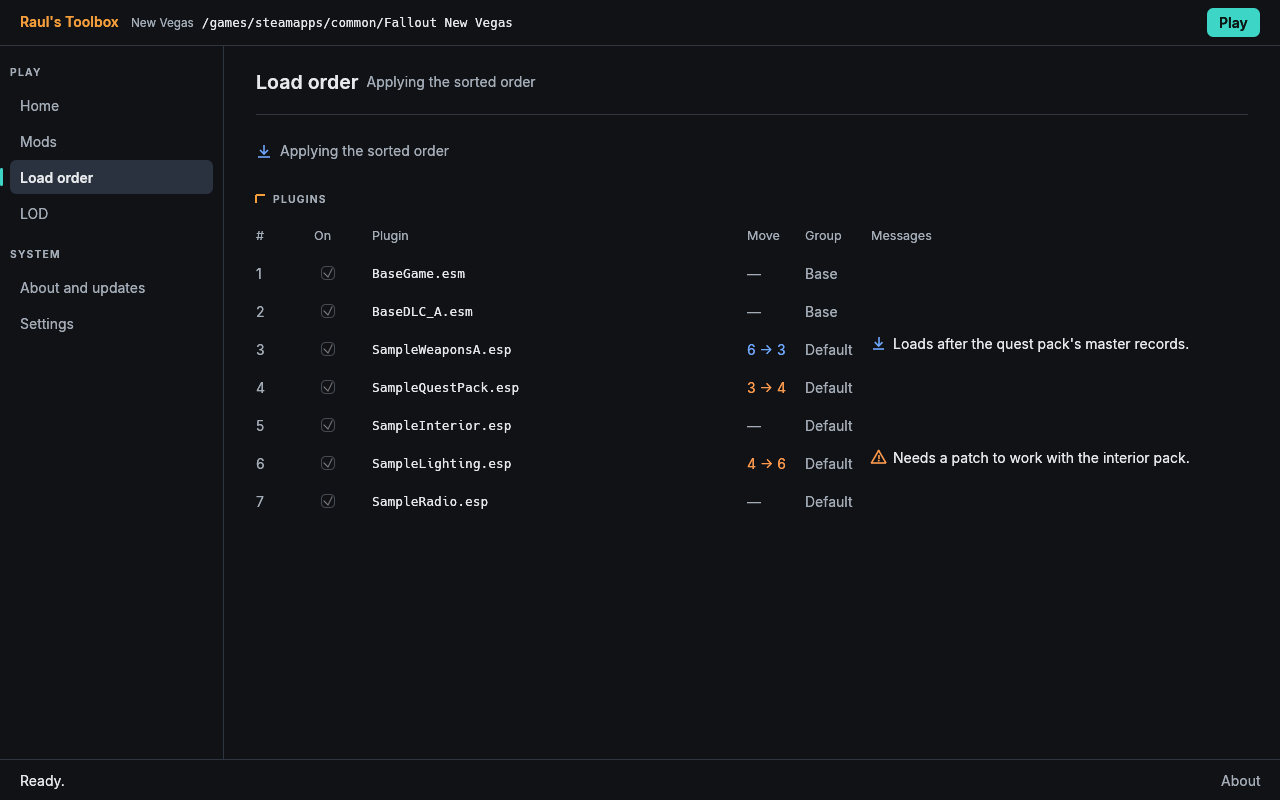 Raul's Toolbox New Vegas /games/steamapps/common/Fallout New Vegas Play
PLAY
Home
Mods
Load order
LOD
SYSTEM
About and updates
Settings
Load order Applying the sorted order
Applying the sorted order
PLUGINS
# On Plugin Move Group Messages
1 BaseGame.esm — Base
2 BaseDLC_A.esm — Base
3 SampleWeaponsA.esp 6 → 3 Default Loads after the quest pack's master records.
4 SampleQuestPack.esp 3 → 4 Default
5 SampleInterior.esp — Default
6 SampleLighting.esp 4 → 6 Default Needs a patch to work with the interior pack.
7 SampleRadio.esp — Default
Ready. About